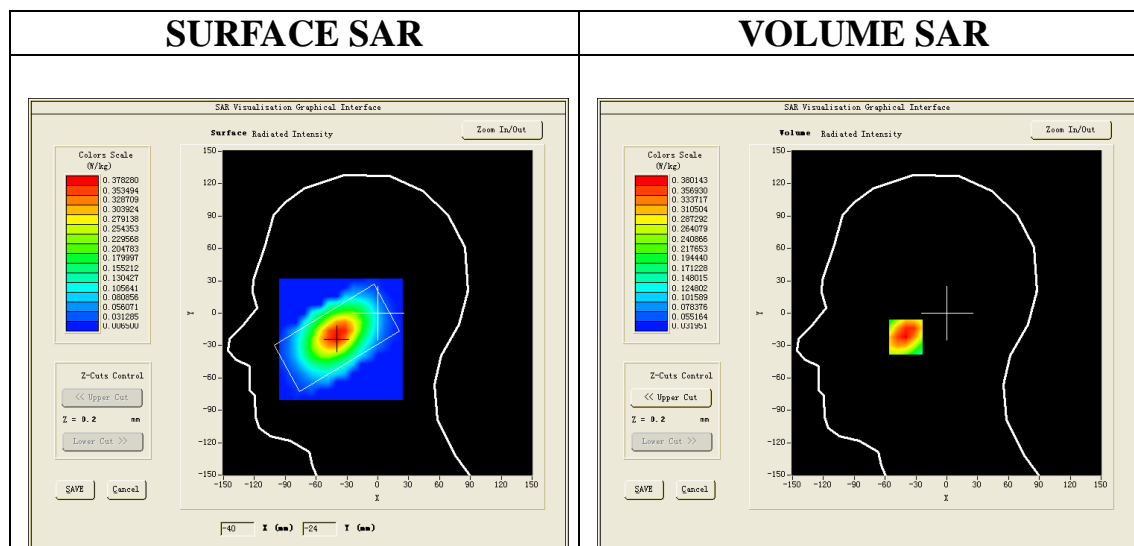 SURFACE SAR
VOLUME SAR
SAR Visualisation Graphical Interface
Surface Radiated Intensity
Zoom In/Out
Colors Scale
(W/kg)
0.378280
0.353494
0.328709
0.303924
0.279138
0.254353
0.229568
0.204783
0.179997
0.155212
0.130427
0.105641
0.080856
0.056071
0.031285
0.006500
Z-Cuts Control
<< Upper Cut
Z = 0.2 mm
Lower Cut >>
SAVE Cancel
150
120
90
60
30
0
-30
-60
-90
-120
-150
Y
-150 -120 -90 -60 -30 0 30 60 90 120 150
X
-40 X (mm) -24 Y (mm)
SAR Visualisation Graphical Interface
Volume Radiated Intensity
Zoom In/Out
Colors Scale
(W/kg)
0.380143
0.356930
0.333717
0.310504
0.287292
0.264079
0.240866
0.217653
0.194440
0.171228
0.148015
0.124802
0.101589
0.078376
0.055164
0.031951
Z-Cuts Control
<< Upper Cut
Z = 0.2 mm
Lower Cut >>
SAVE Cancel
150
120
90
60
30
0
-30
-60
-90
-120
-150
Y
-150 -120 -90 -60 -30 0 30 60 90 120 150
X